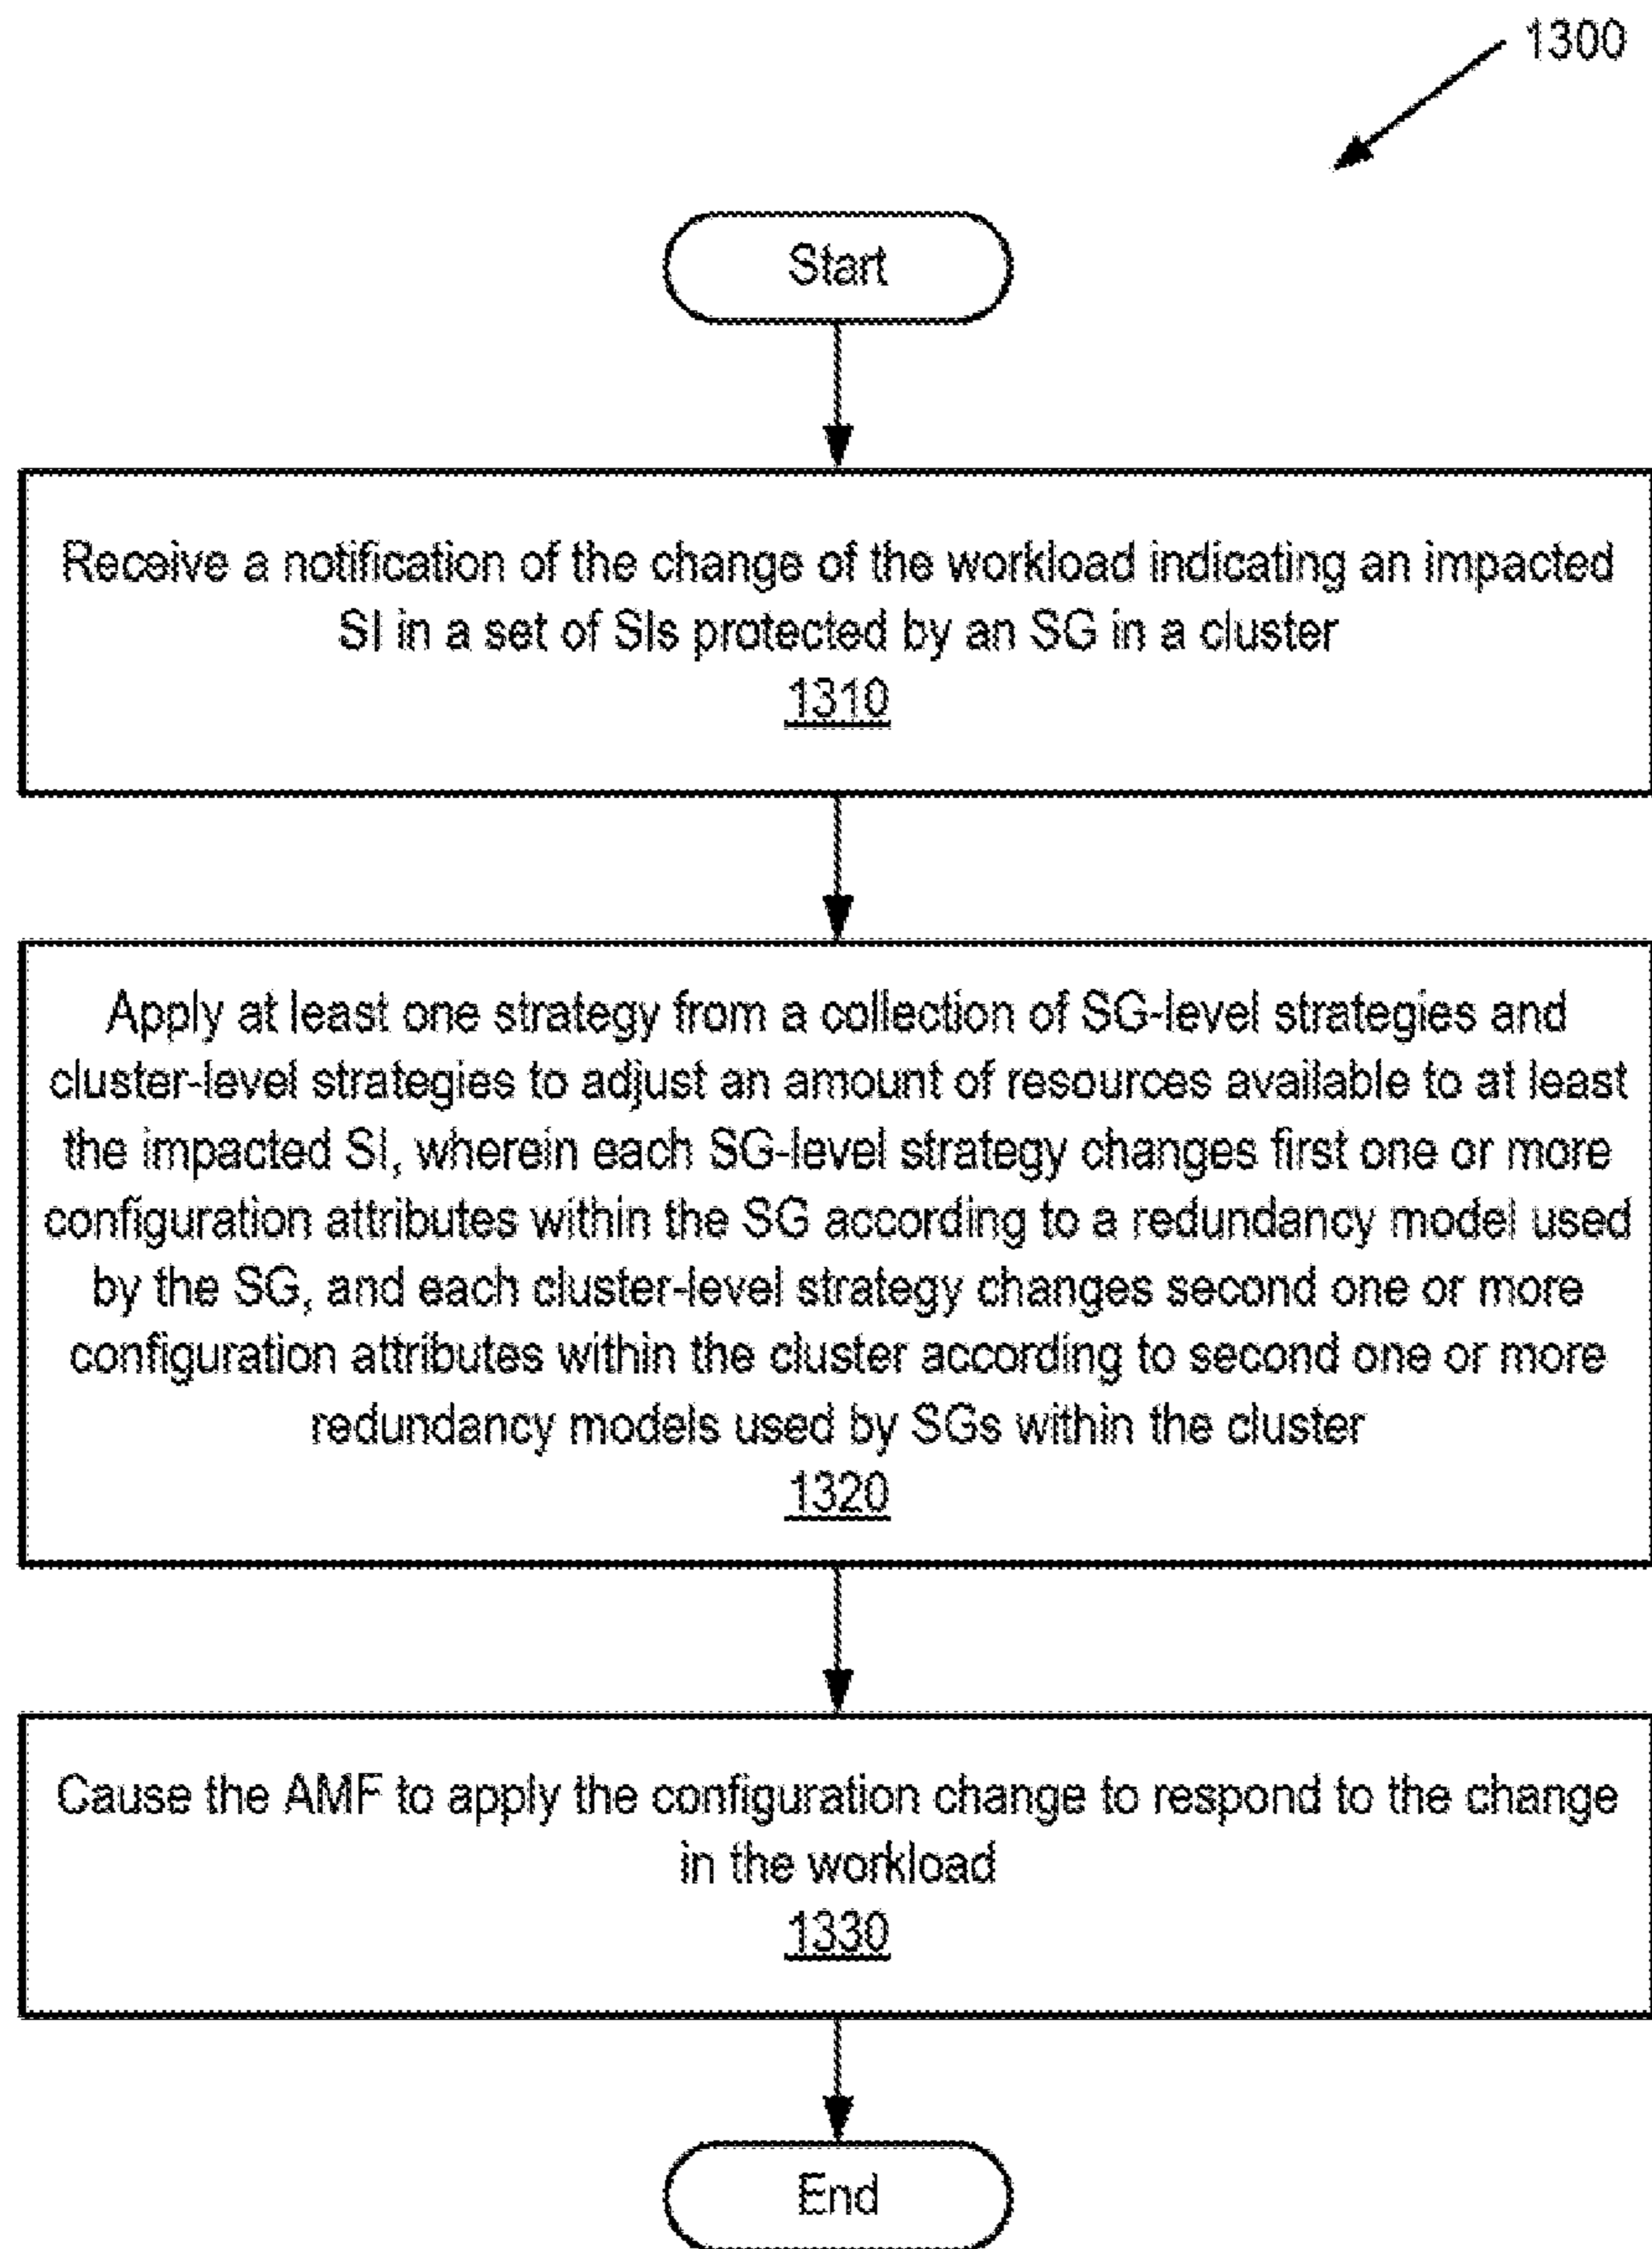 1300
Start
Receive a notification of the change of the workload indicating an impacted
SI in a set of SIs protected by an SG in a cluster
1310
Apply at least one strategy from a collection of SG-level strategies and
cluster-level strategies to adjust an amount of resources available to at least
the impacted SI, wherein each SG-level strategy changes first one or more
configuration attributes within the SG according to a redundancy model used
by the SG, and each cluster-level strategy changes second one or more
configuration attributes within the cluster according to second one or more
redundancy models used by SGs within the cluster
1320
Cause the AMF to apply the configuration change to respond to the change
in the workload
1330
End